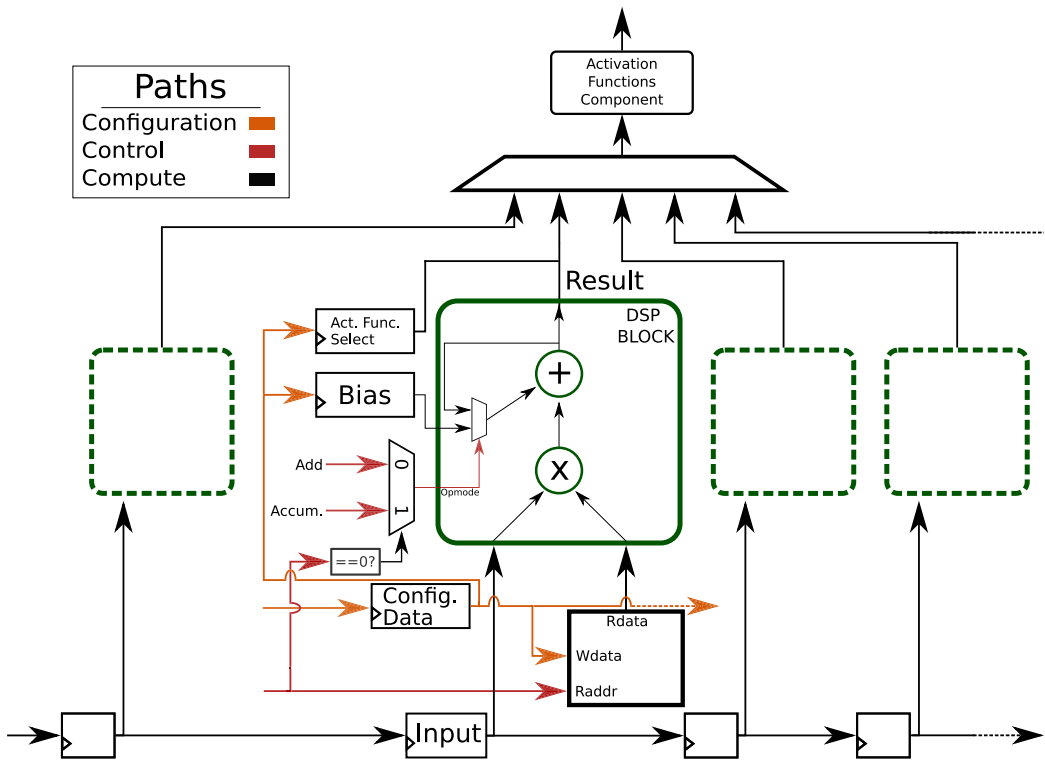 Activation
Functions
Component
Paths
Configuration
Control
Compute
Result
DSP
BLOCK
Act. Func.
Select
+
Bias
Add
0
x
Opmode
Accum.
1
==0?
Config.
Data
Rdata
Wdata
Raddr
Input